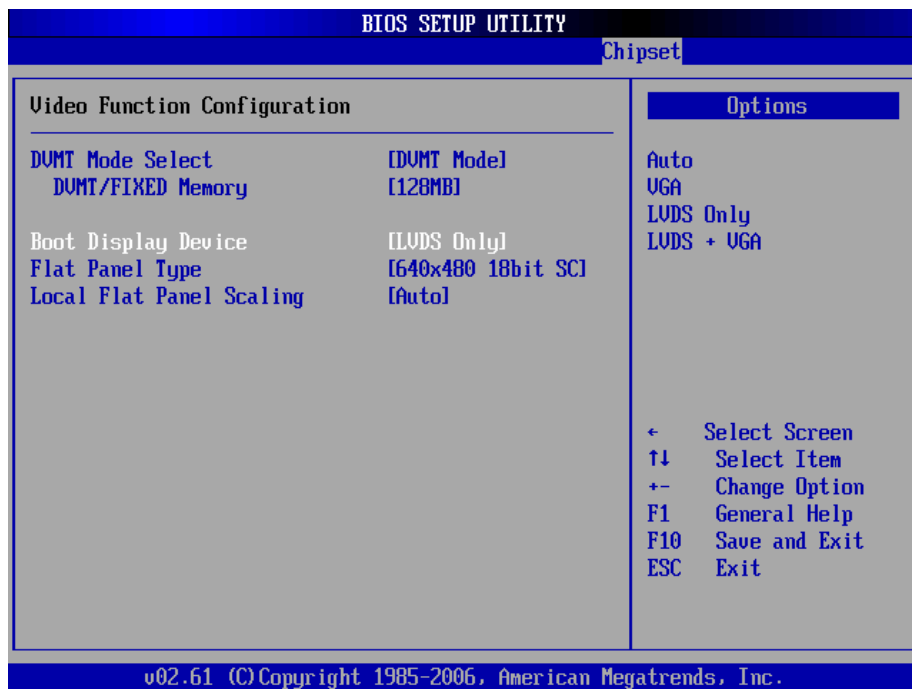 BIOS SETUP UTILITY
Chipset
Video Function Configuration
DVMT Mode Select [DVMT Mode]
DVMT/FIXED Memory [128MB]
Boot Display Device [LVDS Only]
Flat Panel Type [640x480 18bit SC]
Local Flat Panel Scaling [Auto]
Options
Auto
VGA
LVDS Only
LVDS + VGA
← Select Screen
↑↓ Select Item
+- Change Option
F1 General Help
F10 Save and Exit
ESC Exit
v02.61 (C)Copyright 1985-2006, American Megatrends, Inc.